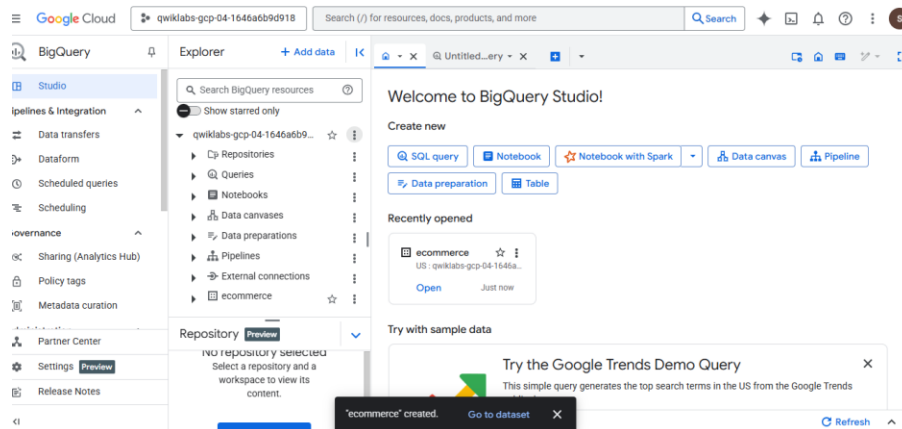 Google Cloud
qwiklabs-gcp-04-1646a6b9d918
Search (/) for resources, docs, products, and more
Search
S
BigQuery
Studio
ipelines & Integration
Data transfers
Dataform
Scheduled queries
Scheduling
overnance
Sharing (Analytics Hub)
Policy tags
Metadata curation
Partner Center
Settings Preview
Release Notes
Explorer
+ Add data
Search BigQuery resources
Show starred only
qwiklabs-gcp-04-1646a6b9...
Repositories
Queries
Notebooks
Data canvases
Data preparations
Pipelines
External connections
ecommerce
Repository Preview
No repository selected
Select a repository and a
workspace to view its
content.
Untitled...ery
Welcome to BigQuery Studio!
Create new
SQL query
Notebook
Notebook with Spark
Data canvas
Pipeline
Data preparation
Table
Recently opened
ecommerce
US : qwiklabs-gcp-04-1646a...
Open
Just now
Try with sample data
Try the Google Trends Demo Query
This simple query generates the top search terms in the US from the Google Trends
"ecommerce" created.
Go to dataset
Refresh